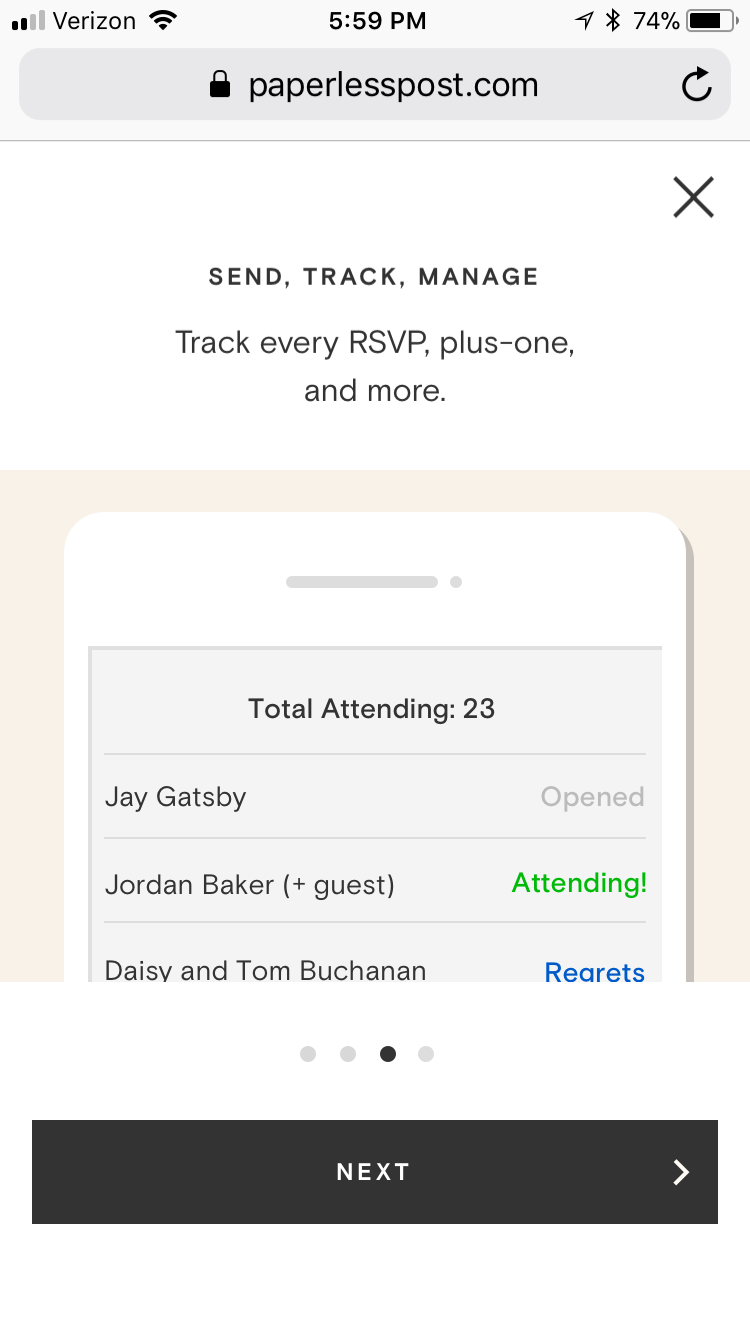 Verizon 5:59 PM 74%
paperlesspost.com
SEND, TRACK, MANAGE
Track every RSVP, plus-one,
and more.
Total Attending: 23
Jay Gatsby Opened
Jordan Baker (+ guest) Attending!
Daisy and Tom Buchanan Regrets
NEXT